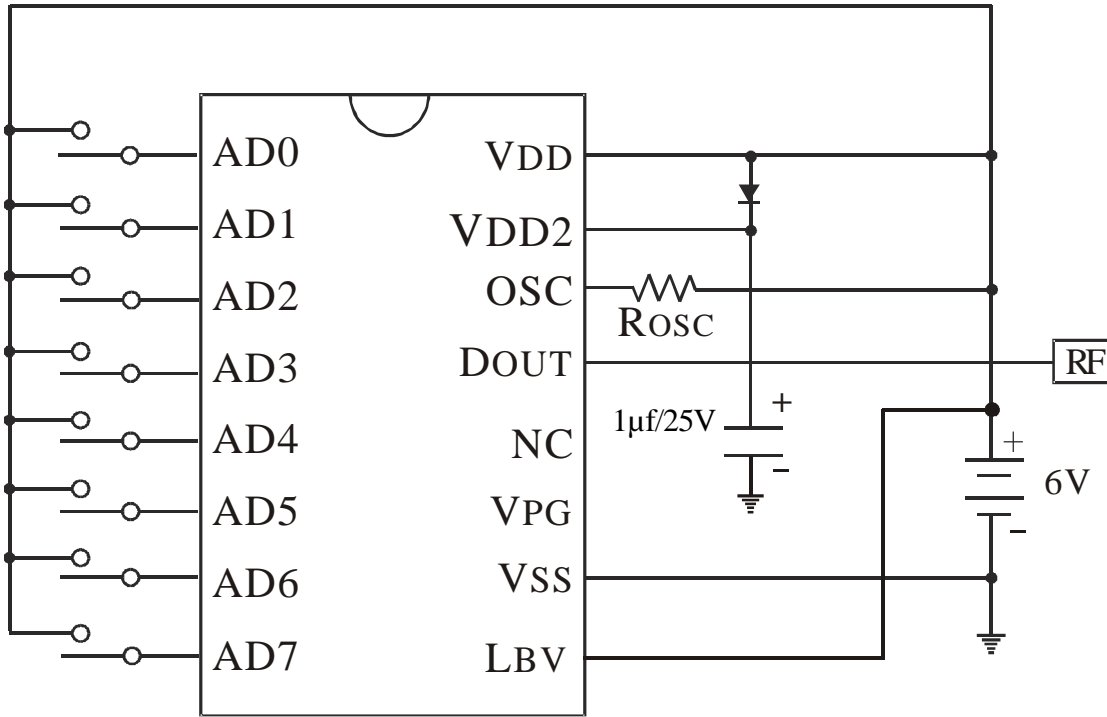 AD0
AD1
AD2
AD3
AD4
AD5
AD6
AD7
VDD
VDD2
OSC
ROSC
DOUT
RF
1µf/25V
+
-
NC
+
6V
-
VPG
VSS
LBV